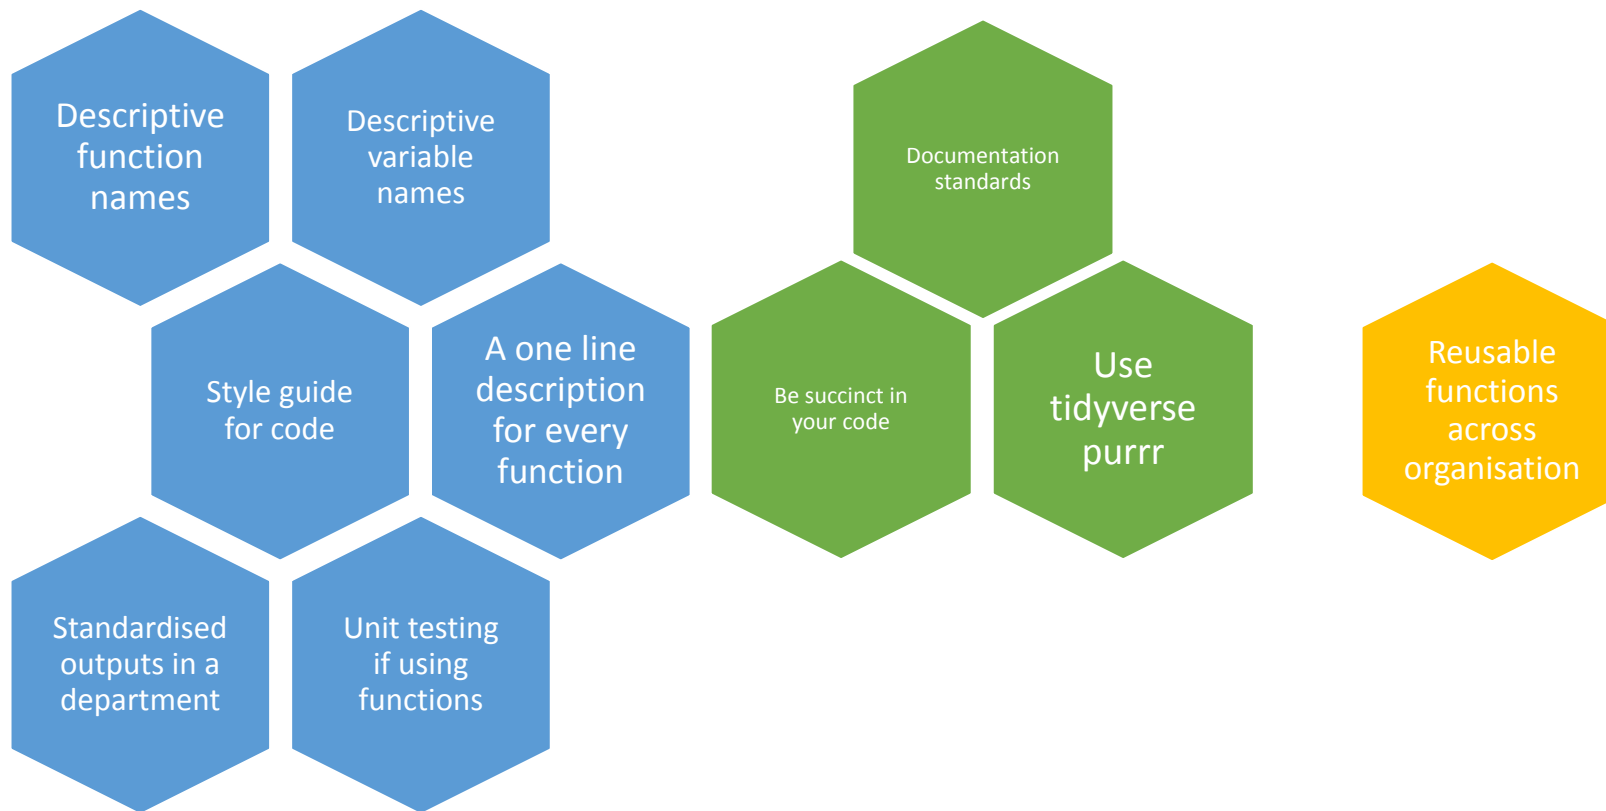 Descriptive
function
names
Descriptive
variable
names
Style guide
for code
A one line
description
for every
function
Standardised
outputs in a
department
Unit testing
if using
functions
Documentation
standards
Be succinct in
your code
Use
tidyverse
purrr
Reusable
functions
across
organisation